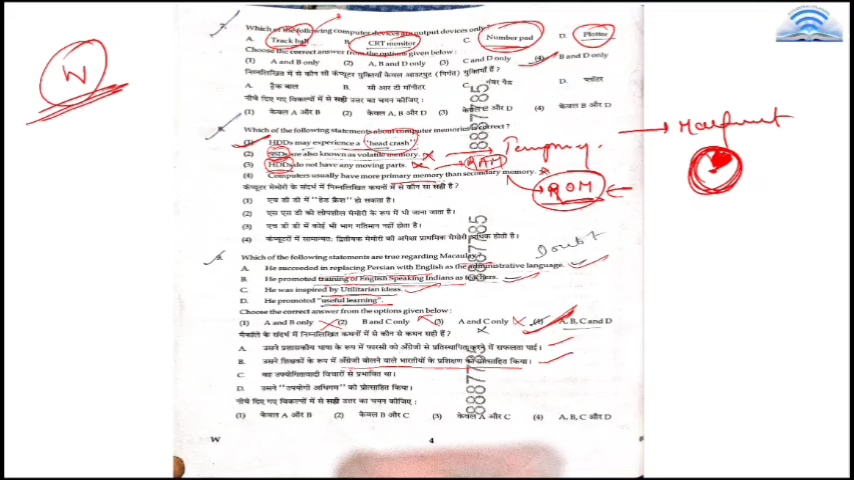 W
7.
Which of the following computer devices are output devices only?
A. Track ball B. CRT monitor C. Number pad D. Plotter
Choose the correct answer from the options given below :
(1) A and B only (2) A, B and D only (3) C and D only (4) B and D only
निम्नलिखित में से कौन सी कंप्यूटर युक्तियाँ केवल आउटपुट (निर्गत) युक्तियाँ हैं ?
A. ट्रैक बाल B. सी आर टी मॉनीटर C. नंबर पैड D. प्लॉटर
नीचे दिए गए विकल्पों में से सही उत्तर का चयन कीजिए :
(1) केवल A और B (2) केवल A, B और D (3) केवल C और D (4) केवल B और D
Which of the following statements about computer memories is correct ?
(1) HDDs may experience a "head crash".
(2) SSDs are also known as volatile memory.
(3) HDDs do not have any moving parts.
(4) Computers usually have more primary memory than secondary memory.
RAM
ROM
कंप्यूटर मेमोरी के संदर्भ में निम्नलिखित कथनों में से कौन सा सही है ?
(1) एच डी डी में "हेड क्रैश" हो सकता है।
(2) एस एस डी को लोपशील मेमोरी के रूप में भी जाना जाता है।
(3) एच डी डी में कोई भी भाग गतिमान नहीं होता है।
(4) कंप्यूटरों में सामान्यतः द्वितीयक मेमोरी की अपेक्षा प्राथमिक मेमोरी अधिक होती है।
Doubt
Which of the following statements are true regarding Macaulay ?
A. He succeeded in replacing Persian with English as the administrative language.
B. He promoted training of English Speaking Indians as teachers.
C. He was inspired by Utilitarian ideas.
D. He promoted "useful learning".
Choose the correct answer from the options given below :
(1) A and B only (2) B and C only (3) A and C only (4) A, B, C and D
मैकॉले के संदर्भ में निम्नलिखित कथनों में से कौन से कथन सही हैं ?
A. उसने प्रशासकीय भाषा के रूप में फारसी को अँग्रेजी से प्रतिस्थापित करने में सफलता पाई।
B. उसने शिक्षकों के रूप में अँग्रेजी बोलने वाले भारतीयों के प्रशिक्षण को प्रोत्साहित किया।
C. वह उपयोगितावादी विचारों से प्रभावित था।
D. उसने "उपयोगी अधिगम" को प्रोत्साहित किया।
नीचे दिए गए विकल्पों में से सही उत्तर का चयन कीजिए :
(1) केवल A और B (2) केवल B और C (3) केवल A और C (4) A, B, C और D
W 4